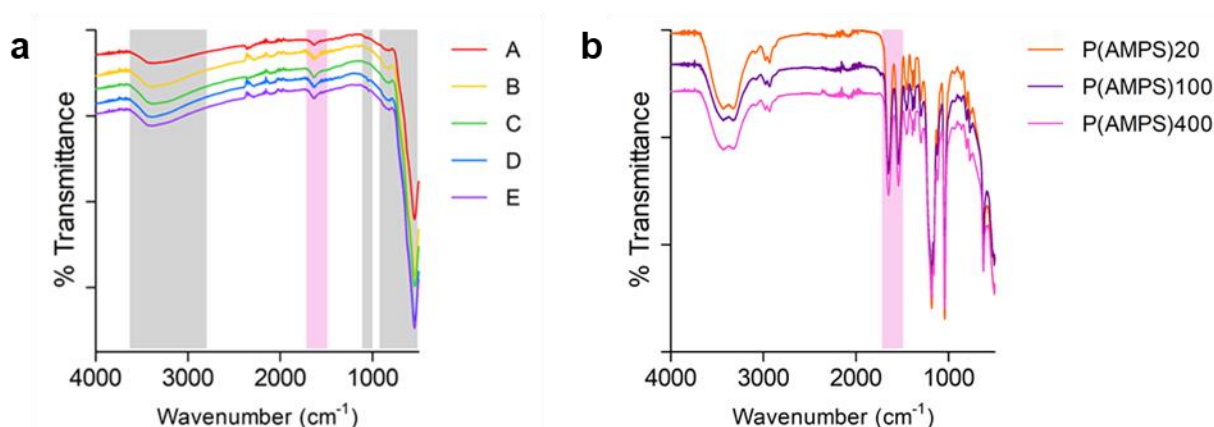 a
A
B
C
D
E
% Transmittance
4000 3000 2000 1000
Wavenumber (cm⁻¹)
b
P(AMPS)20
P(AMPS)100
P(AMPS)400
% Transmittance
4000 3000 2000 1000
Wavenumber (cm⁻¹)